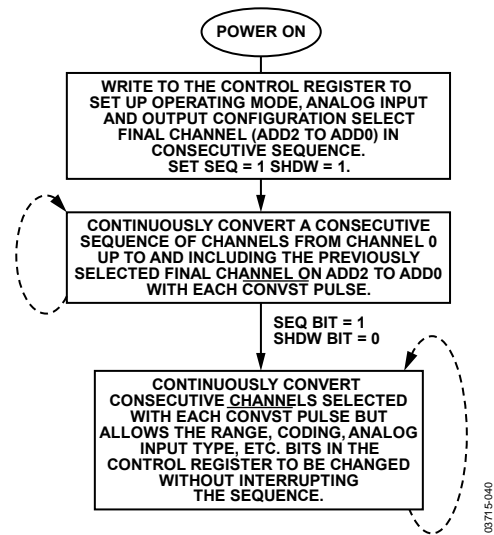 POWER ON
WRITE TO THE CONTROL REGISTER TO
SET UP OPERATING MODE, ANALOG INPUT
AND OUTPUT CONFIGURATION SELECT
FINAL CHANNEL (ADD2 TO ADD0) IN
CONSECUTIVE SEQUENCE.
SET SEQ = 1 SHDW = 1.
CONTINUOUSLY CONVERT A CONSECUTIVE
SEQUENCE OF CHANNELS FROM CHANNEL 0
UP TO AND INCLUDING THE PREVIOUSLY
SELECTED FINAL CHANNEL ON ADD2 TO ADD0
WITH EACH CONVST PULSE.
SEQ BIT = 1
SHDW BIT = 0
CONTINUOUSLY CONVERT
CONSECUTIVE CHANNELS SELECTED
WITH EACH CONVST PULSE BUT
ALLOWS THE RANGE, CODING, ANALOG
INPUT TYPE, ETC. BITS IN THE
CONTROL REGISTER TO BE CHANGED
WITHOUT INTERRUPTING
THE SEQUENCE.
03715-040